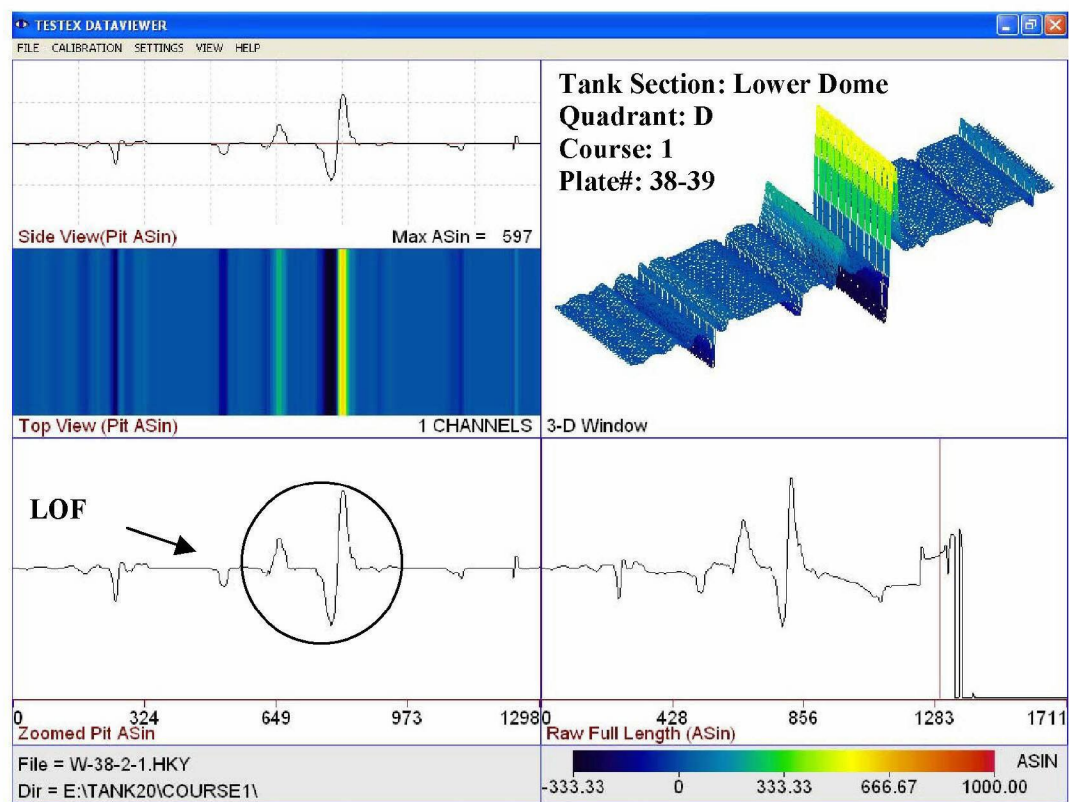 TESTEX DATAVIEWER
FILE CALIBRATION SETTINGS VIEW HELP
Side View(Pit ASin) Max ASin = 597
Top View (Pit ASin) 1 CHANNELS
Tank Section: Lower Dome
Quadrant: D
Course: 1
Plate#: 38-39
3-D Window
LOF
0 324 649 973 1298
Zoomed Pit ASin
0 428 856 1283 1711
Raw Full Length (ASin)
File = W-38-2-1.HKY
Dir = E:\TANK20\COURSE1\
ASIN
-333.33 0 333.33 666.67 1000.00